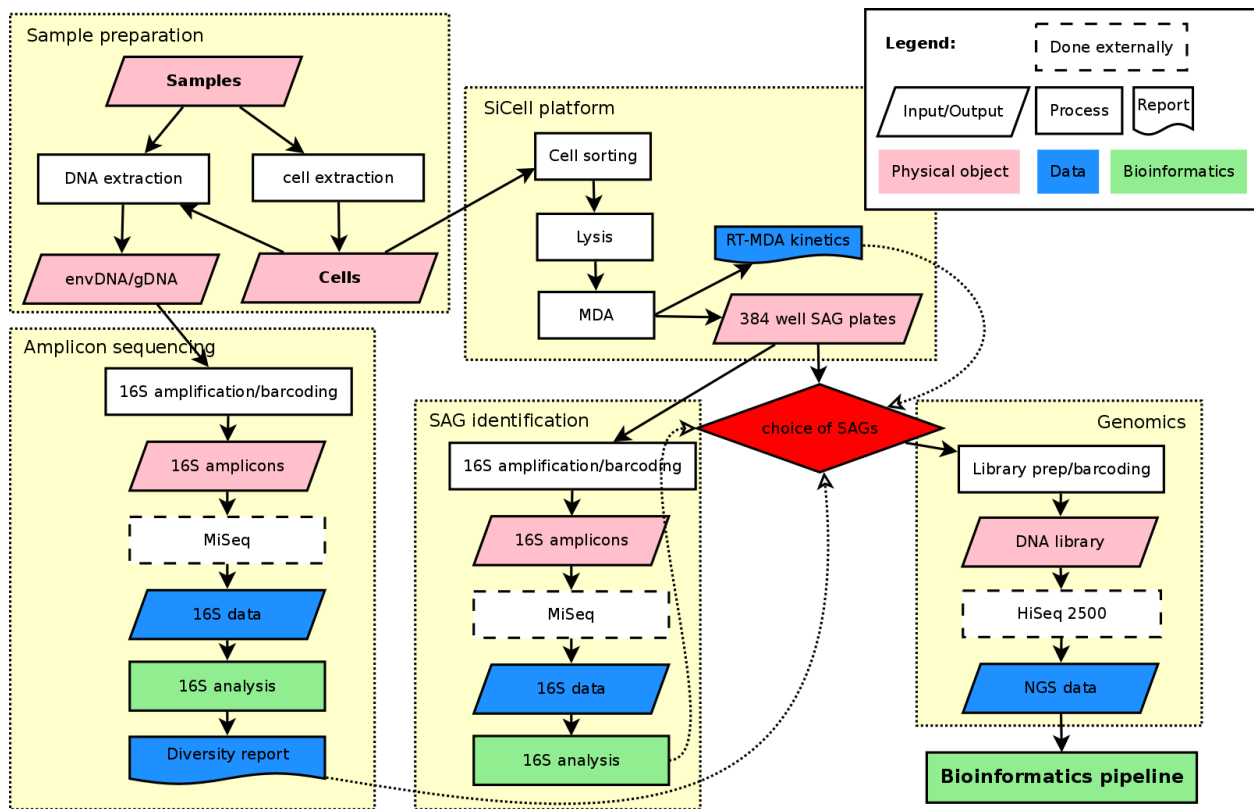 Sample preparation
Samples
DNA extraction
cell extraction
envDNA/gDNA
Cells
SiCell platform
Cell sorting
Lysis
RT-MDA kinetics
MDA
384 well SAG plates
Legend:
Done externally
Input/Output
Process
Report
Physical object
Data
Bioinformatics
Amplicon sequencing
16S amplification/barcoding
16S amplicons
MiSeq
16S data
16S analysis
Diversity report
SAG identification
16S amplification/barcoding
16S amplicons
MiSeq
16S data
16S analysis
choice of SAGs
Genomics
Library prep/barcoding
DNA library
HiSeq 2500
NGS data
Bioinformatics pipeline